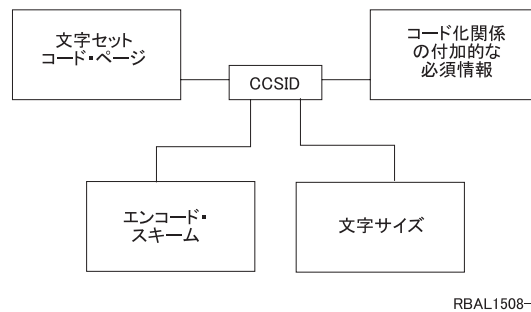 文字セット
コード・ページ
コード化関係
の付加的な
必須情報
CCSID
エンコード・
スキーム
文字サイズ
RBAL1508-